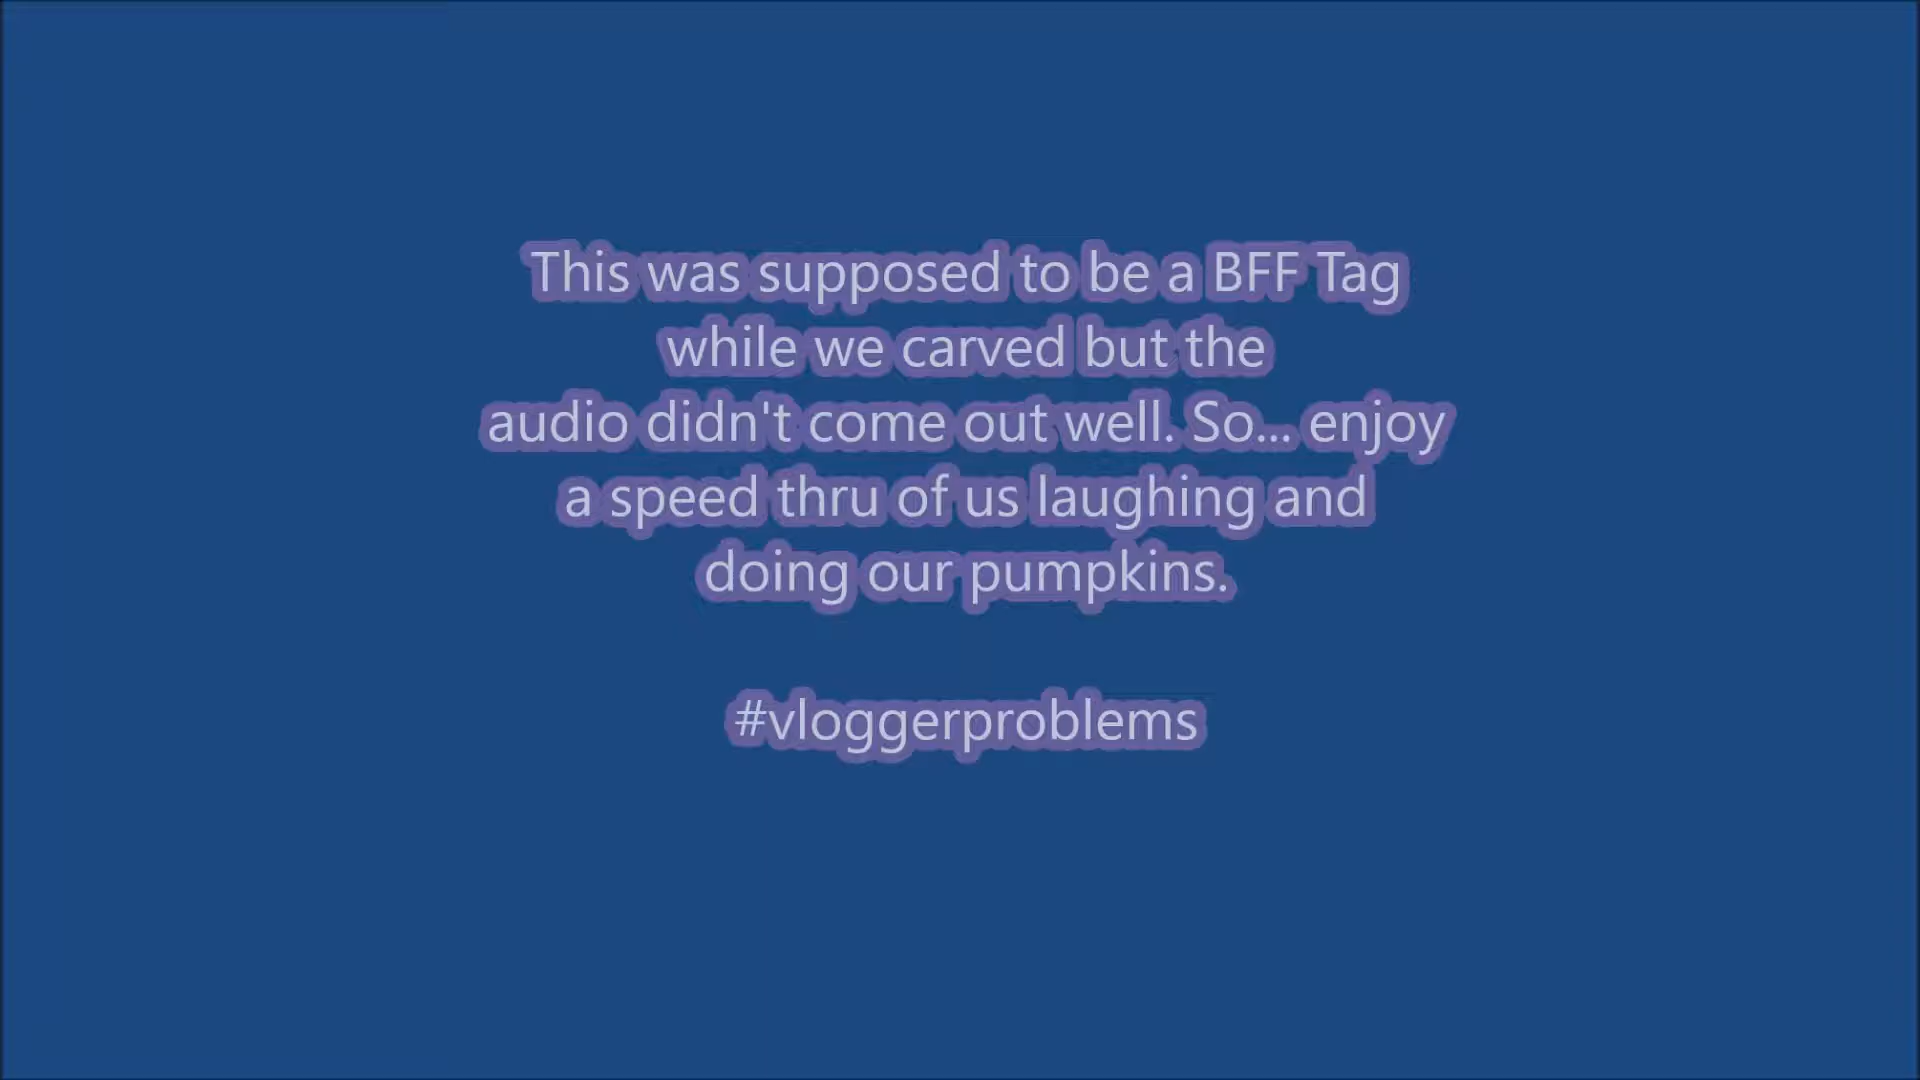 This was supposed to be a BFF Tag
while we carved but the
audio didn't come out well. So... enjoy
a speed thru of us laughing and
doing our pumpkins.
#vloggerproblems